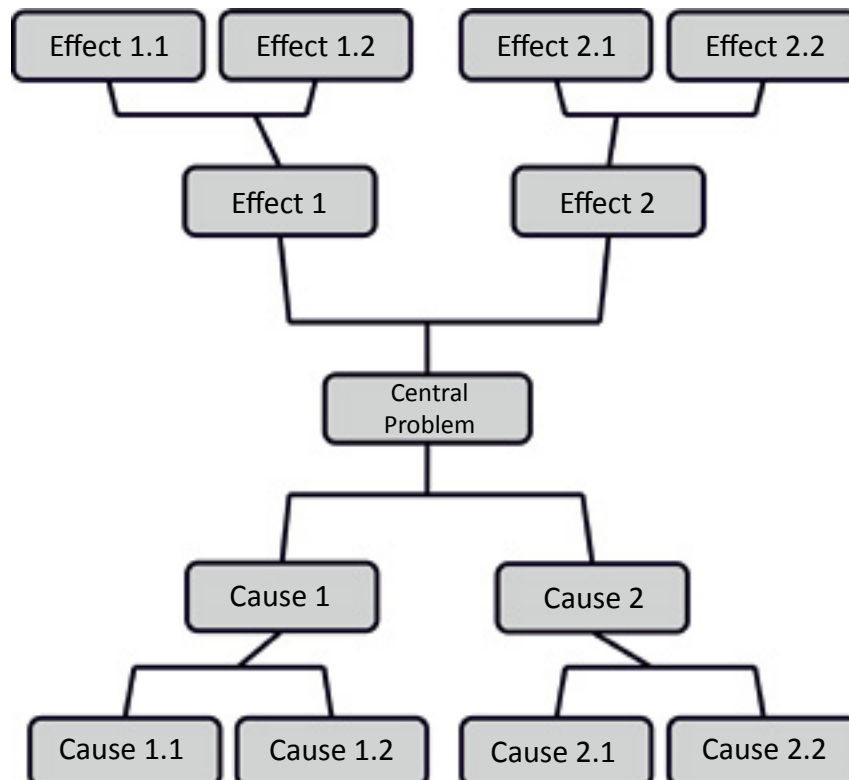 Effect 1.1
Effect 1.2
Effect 2.1
Effect 2.2
Effect 1
Effect 2
Central
Problem
Cause 1
Cause 2
Cause 1.1
Cause 1.2
Cause 2.1
Cause 2.2